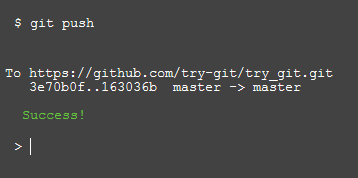 $ git push
To https://github.com/try-git/try_git.git
3e70b0f..163036b master -> master
Success!
>